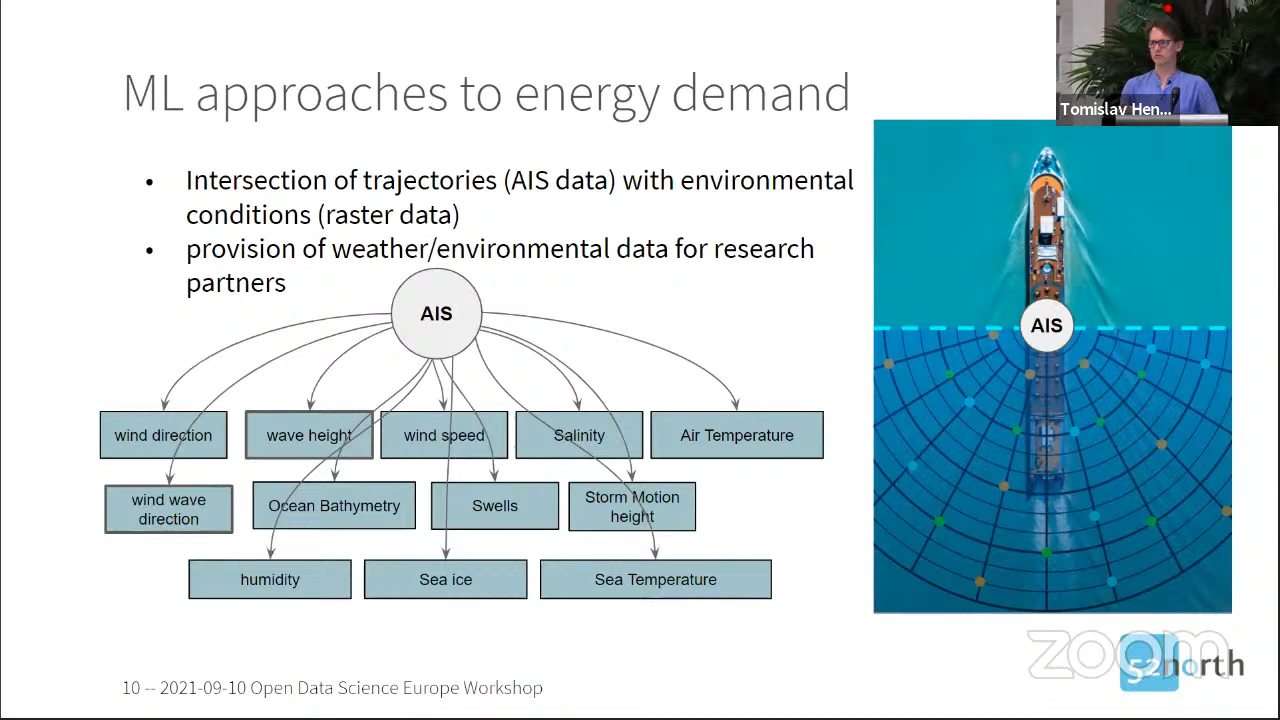 ML approaches to energy demand
Tomislav Hen...
• Intersection of trajectories (AIS data) with environmental
conditions (raster data)
• provision of weather/environmental data for research
partners
AIS
AIS
wind direction
wave height
wind speed
Salinity
Air Temperature
wind wave
direction
Ocean Bathymetry
Swells
Storm Motion
height
humidity
Sea ice
Sea Temperature
zoom
52north
10 -- 2021-09-10 Open Data Science Europe Workshop